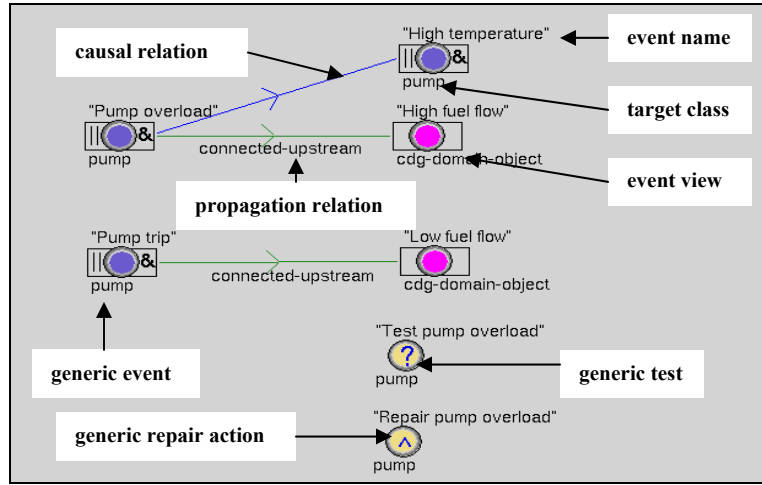 "High temperature"
event name
causal relation
||
&
pump
target class
"Pump overload"
"High fuel flow"
||
&
pump
connected-upstream
cdg-domain-object
event view
propagation relation
"Pump trip"
"Low fuel flow"
||
&
pump
connected-upstream
cdg-domain-object
"Test pump overload"
?
generic event
pump
generic test
"Repair pump overload"
generic repair action
^
pump